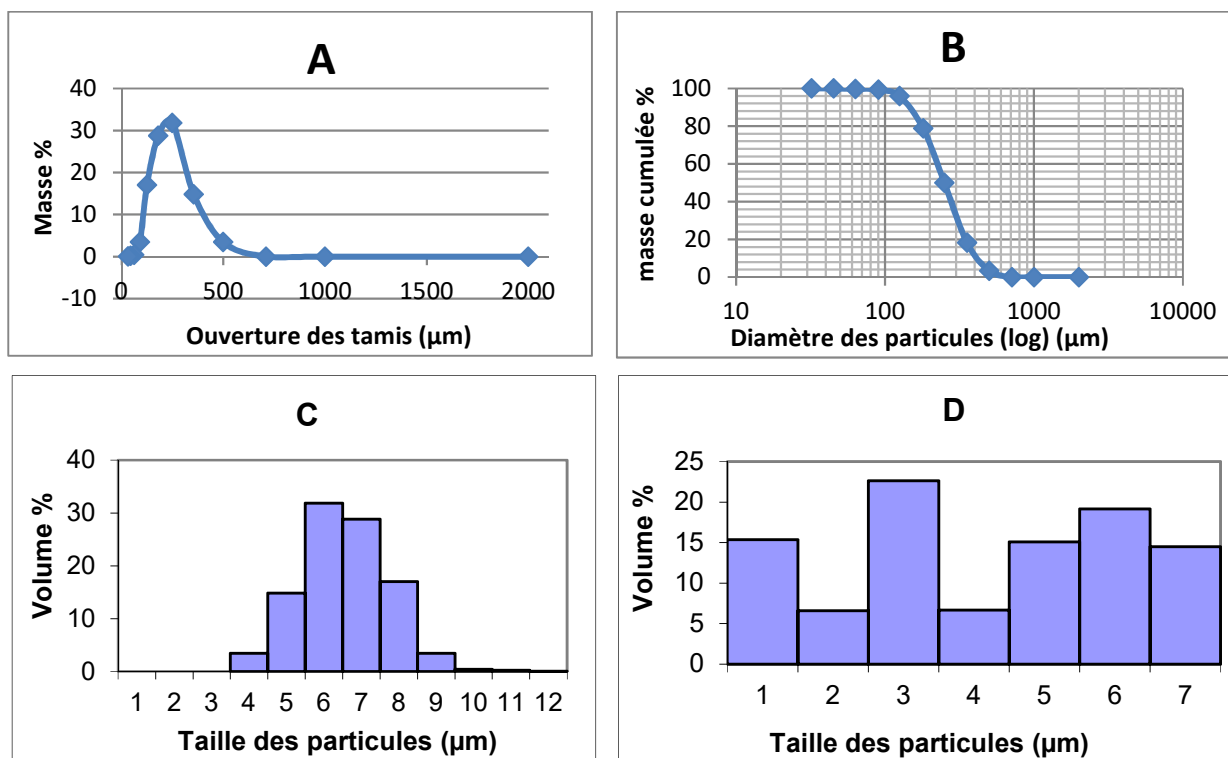 A
Masse %
40
30
20
10
0
-10
0 500 1000 1500 2000
Ouverture des tamis (µm)
B
masse cumulée %
100
80
60
40
20
0
10 100 1000 10000
Diamètre des particules (log) (µm)
C
Volume %
40
30
20
10
0
1 2 3 4 5 6 7 8 9 10 11 12
Taille des particules (µm)
D
Volume %
25
20
15
10
5
0
1 2 3 4 5 6 7
Taille des particules (µm)